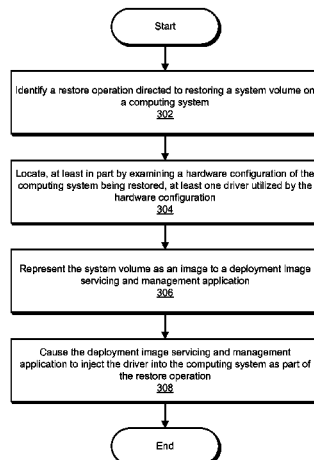 Start
Identify a restore operation directed to restoring a system volume on
a computing system
302
Locate, at least in part by examining a hardware configuration of the
computing system being restored, at least one driver utilized by the
hardware configuration
304
Represent the system volume as an image to a deployment image
servicing and management application
306
Cause the deployment image servicing and management
application to inject the driver into the computing system as part of
the restore operation
308
End